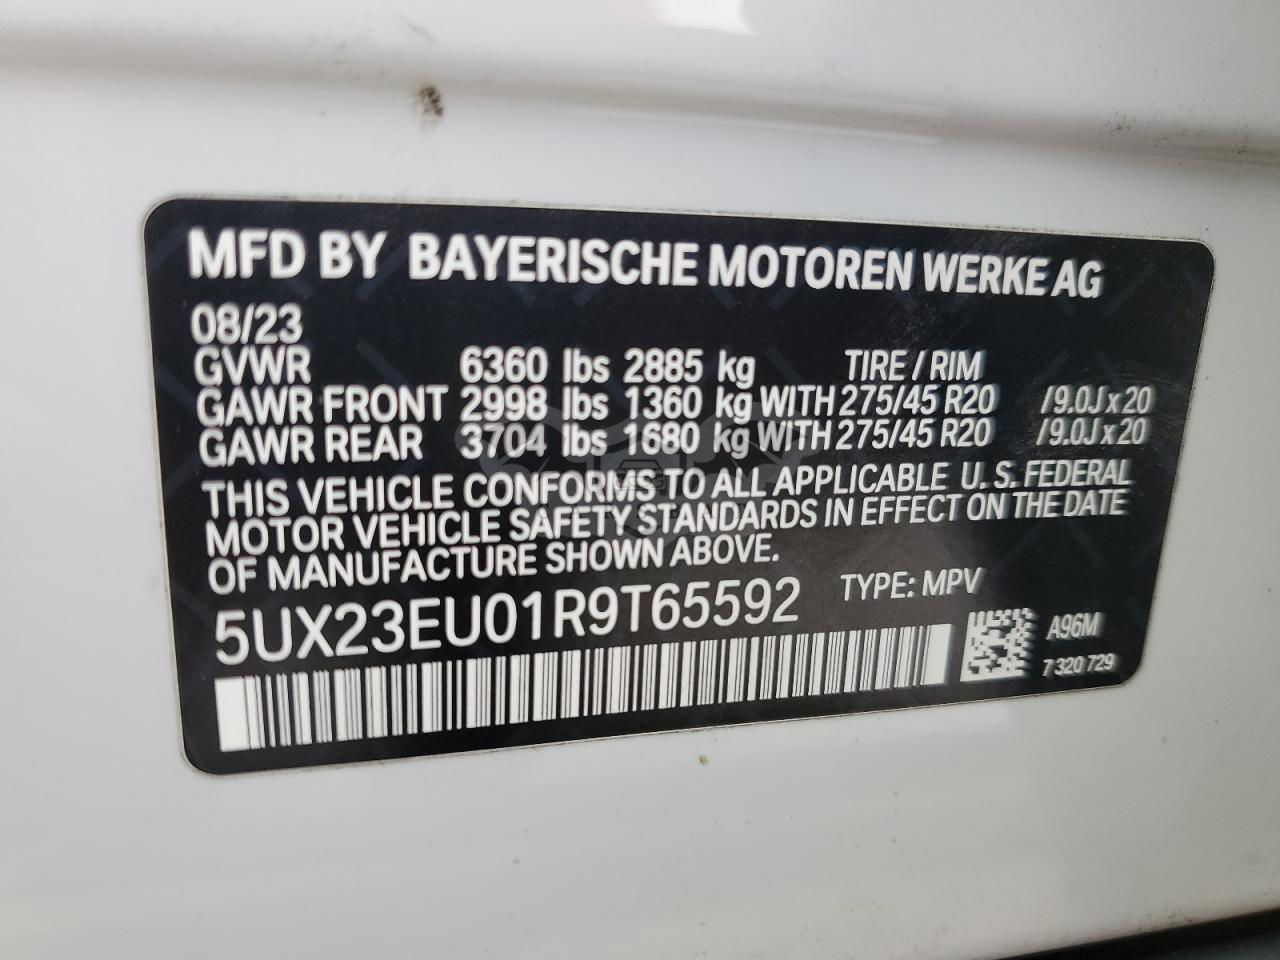 MFD BY BAYERISCHE MOTOREN WERKE AG
08/23
GVWR 6360 lbs 2885 kg TIRE / RIM
GAWR FRONT 2998 lbs 1360 kg WITH 275/45 R20 / 9.0J x 20
GAWR REAR 3704 lbs 1680 kg WITH 275/45 R20 / 9.0J x 20
THIS VEHICLE CONFORMS TO ALL APPLICABLE U. S. FEDERAL
MOTOR VEHICLE SAFETY STANDARDS IN EFFECT ON THE DATE
OF MANUFACTURE SHOWN ABOVE.
5UX23EU01R9T65592 TYPE: MPV
A96M
7 320 729